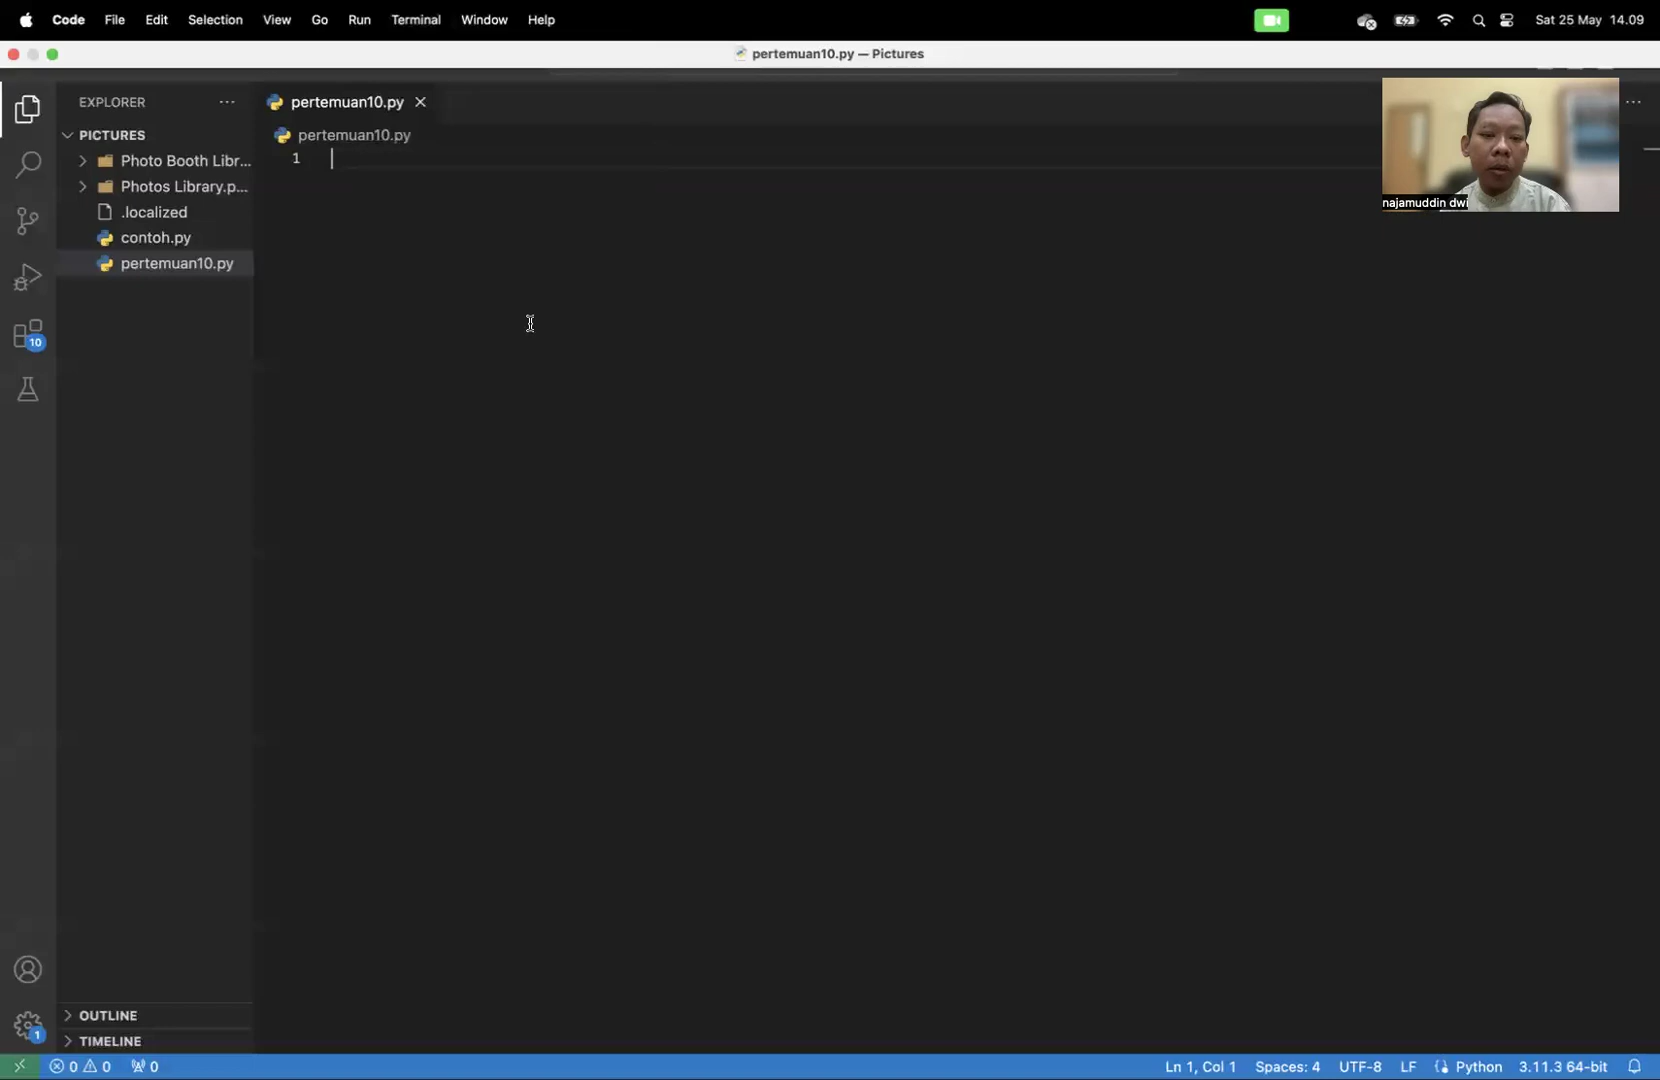 Code File Edit Selection View Go Run Terminal Window Help Sat 25 May 14.09
pertemuan10.py — Pictures
EXPLORER ··· pertemuan10.py ···
PICTURES pertemuan10.py
Photo Booth Libr... 1
Photos Library.p...
najamuddin dwi
.localized
contoh.py
pertemuan10.py
10
OUTLINE
1
TIMELINE
0 0 0 Ln 1, Col 1 Spaces: 4 UTF-8 LF Python 3.11.3 64-bit